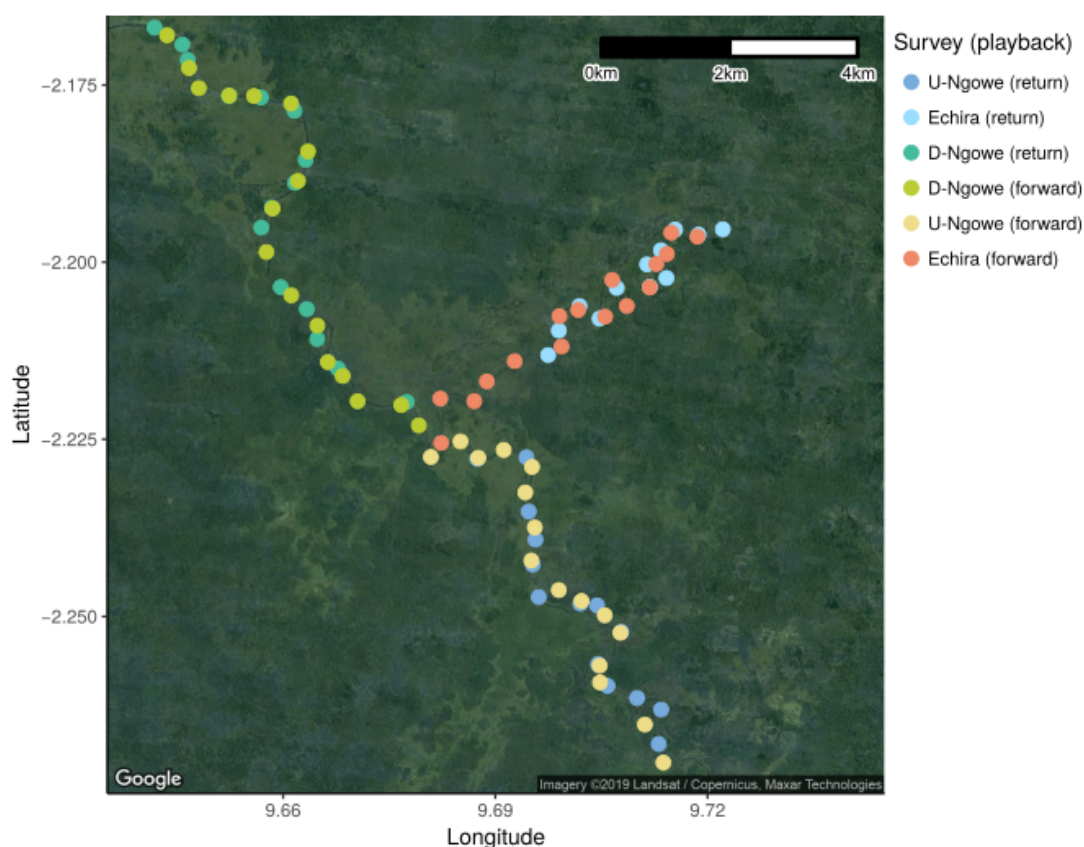 Survey (playback)
U-Ngowe (return)
Echira (return)
D-Ngowe (return)
D-Ngowe (forward)
U-Ngowe (forward)
Echira (forward)
0km 2km 4km
Latitude
−2.175
−2.200
−2.225
−2.250
Google
Imagery ©2019 Landsat / Copernicus, Maxar Technologies
9.66 9.69 9.72
Longitude